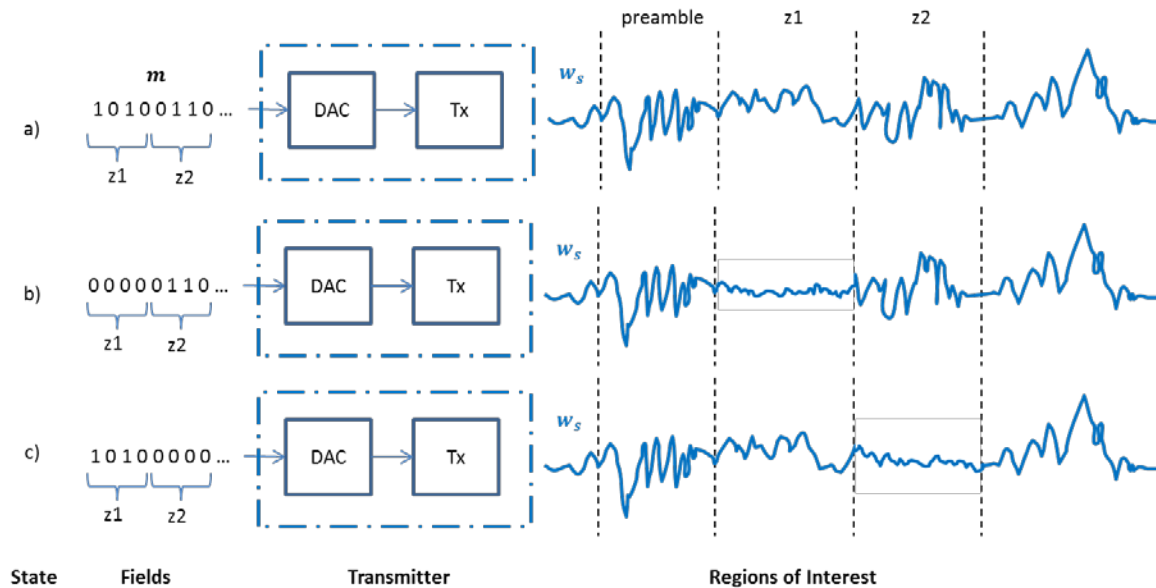 preamble z1 z2
m
w_s
a) 1 0 1 0 0 1 1 0 ... DAC Tx
z1 z2
w_s
b) 0 0 0 0 0 1 1 0 ... DAC Tx
z1 z2
w_s
c) 1 0 1 0 0 0 0 0 ... DAC Tx
z1 z2
State Fields Transmitter Regions of Interest